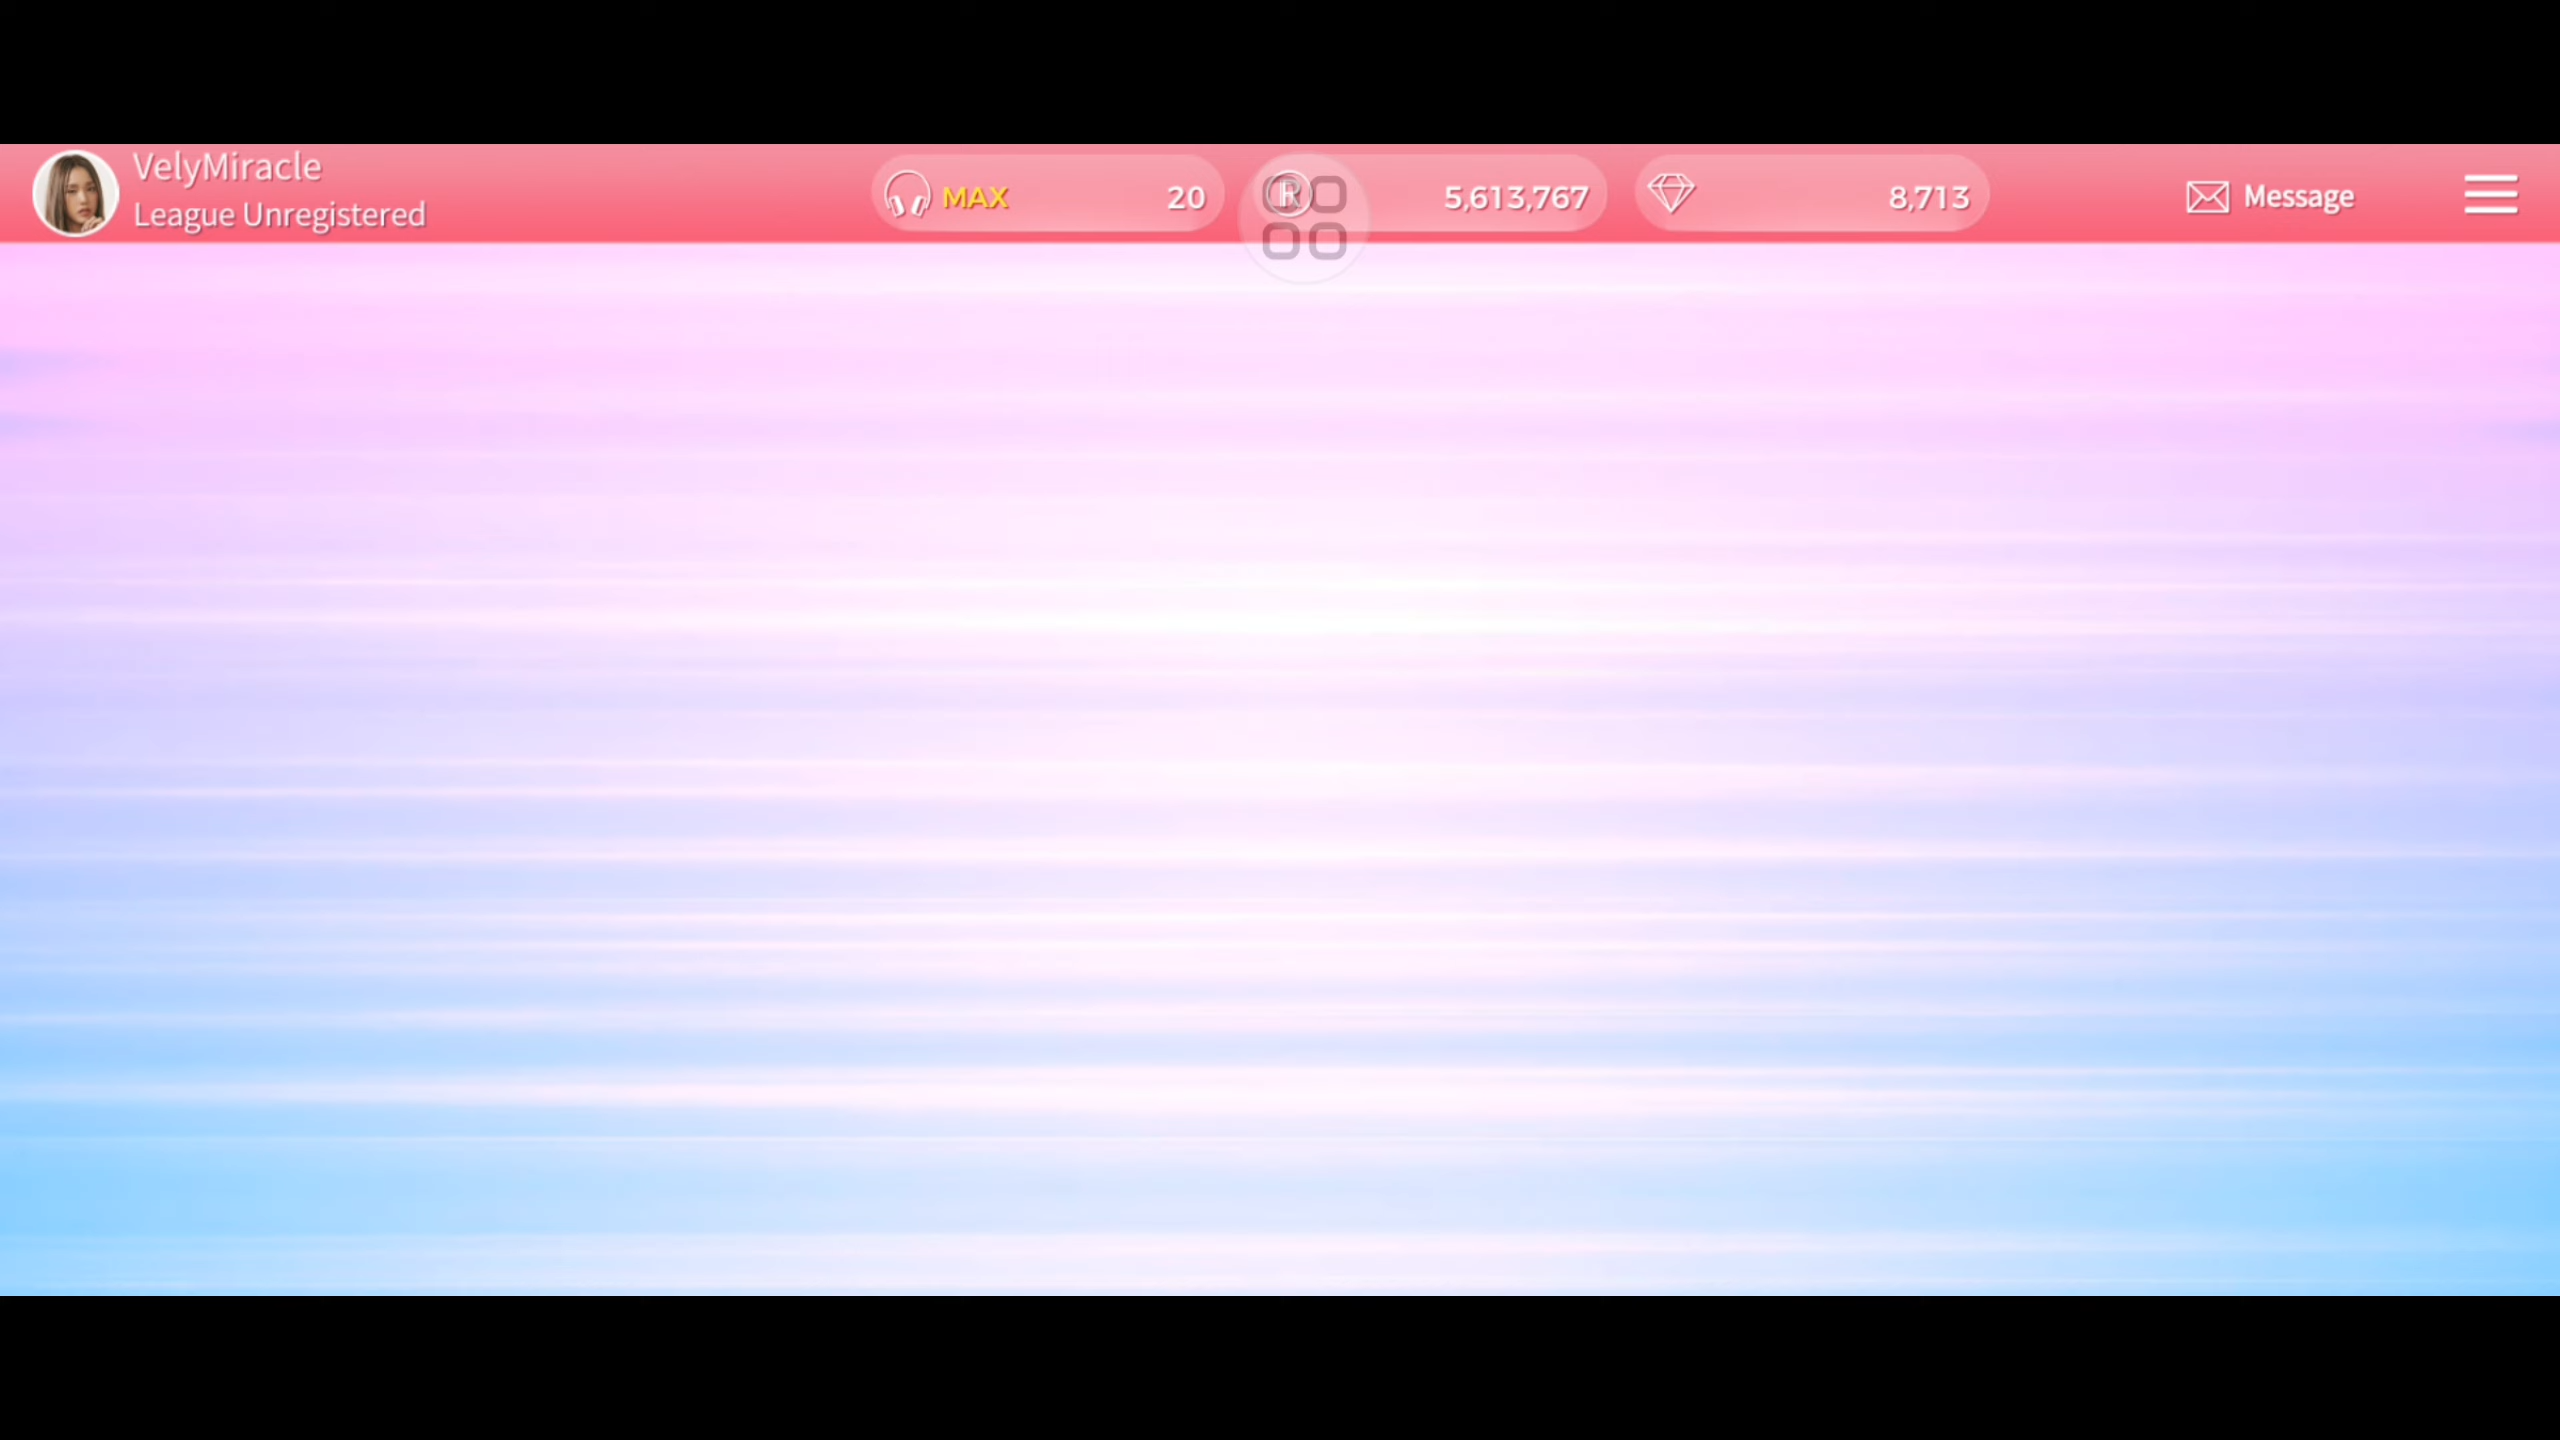 VelyMiracle
League Unregistered
MAX 20
R 5,613,767
8,713
Message